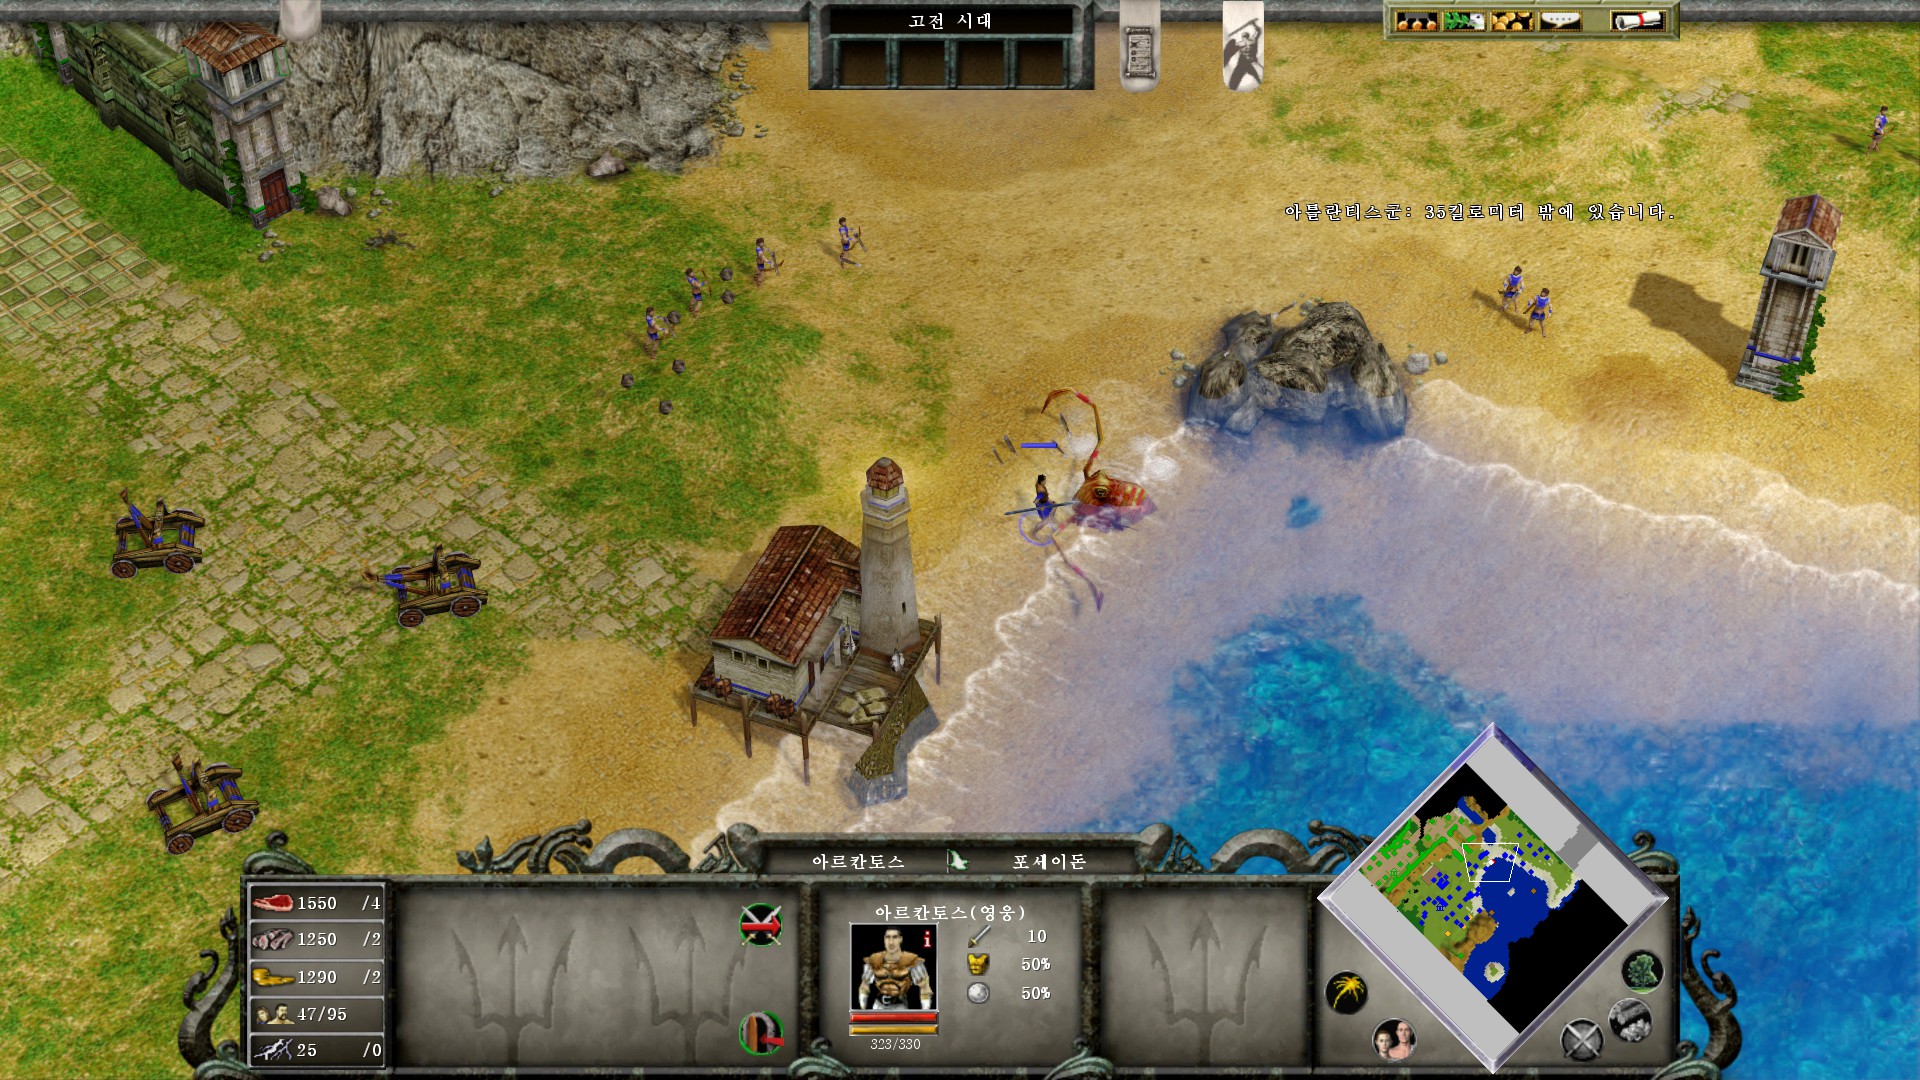 고전 시대
아틀란티스군: 35킬로미터 밖에 있습니다.
아르칸토스 포세이돈
1550 /4
1250 /2
1290 /2
47/95
25 /0
아르칸토스(영웅)
i
10
50%
50%
323/330